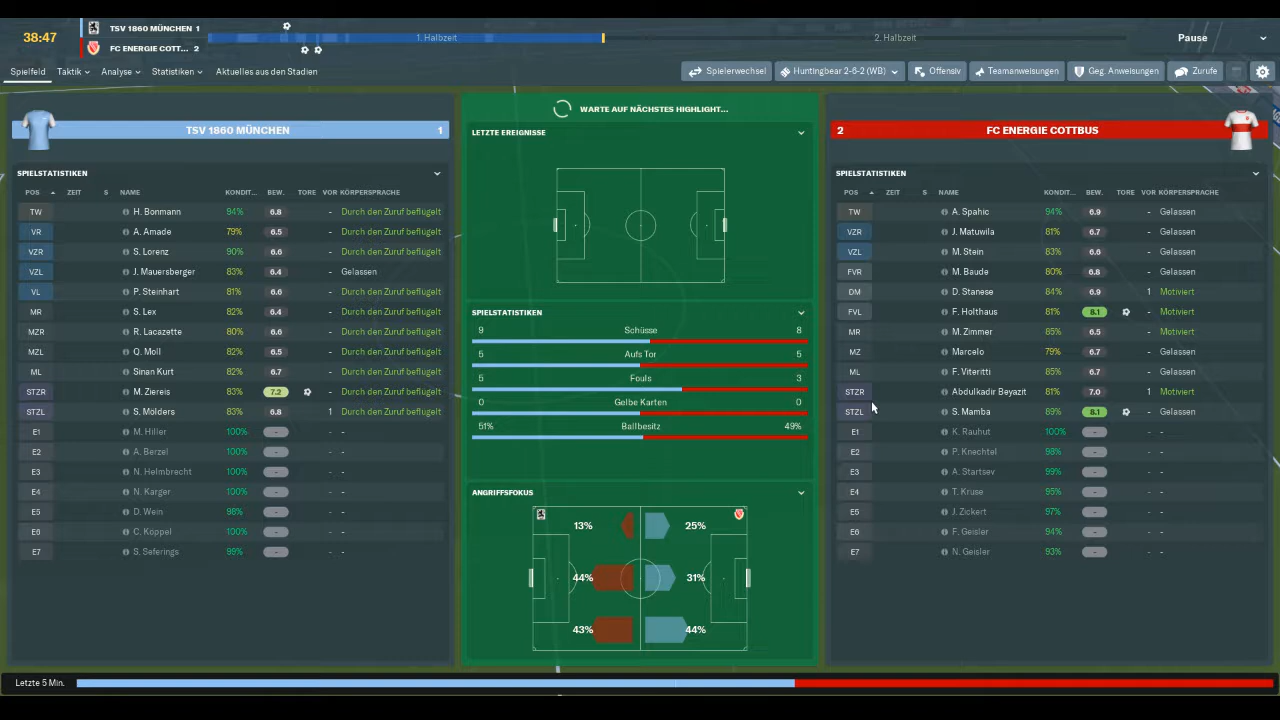 38:47
TSV 1860 MÜNCHEN 1
FC ENERGIE COTT... 2
1. Halbzeit
2. Halbzeit
Pause
Spielfeld Taktik Analyse Statistiken Aktuelles aus den Stadien
Spielerwechsel Huntingbear 2-6-2 (WB) Offensiv Teamanweisungen Geg. Anweisungen Zurufe
TSV 1860 MÜNCHEN 1
SPIELSTATISTIKEN
POS ZEIT S NAME KONDIT... BEW. TORE VOR KÖRPERSPRACHE
TW H. Bonmann 94% 6.8 - Durch den Zuruf beflügelt
VR A. Amade 79% 6.5 - Durch den Zuruf beflügelt
VZR S. Lorenz 90% 6.6 - Durch den Zuruf beflügelt
VZL J. Mauersberger 83% 6.4 - Gelassen
VL P. Steinhart 81% 6.6 - Durch den Zuruf beflügelt
MR S. Lex 82% 6.4 - Durch den Zuruf beflügelt
MZR R. Lacazette 80% 6.6 - Durch den Zuruf beflügelt
MZL Q. Moll 82% 6.5 - Durch den Zuruf beflügelt
ML Sinan Kurt 82% 6.7 - Durch den Zuruf beflügelt
STZR M. Ziereis 83% 7.2 - Durch den Zuruf beflügelt
STZL S. Mölders 83% 6.8 1 Durch den Zuruf beflügelt
E1 M. Hiller 100% - - -
E2 A. Berzel 100% - - -
E3 N. Helmbrecht 100% - - -
E4 N. Karger 100% - - -
E5 D. Wein 98% - - -
E6 C. Köppel 100% - - -
E7 S. Seferings 99% - - -
WARTE AUF NÄCHSTES HIGHLIGHT...
LETZTE EREIGNISSE
SPIELSTATISTIKEN
9 Schüsse 8
5 Aufs Tor 5
5 Fouls 3
0 Gelbe Karten 0
51% Ballbesitz 49%
ANGRIFFSFOKUS
13% 25%
44% 31%
43% 44%
2 FC ENERGIE COTTBUS
SPIELSTATISTIKEN
POS ZEIT S NAME KONDIT... BEW. TORE VOR KÖRPERSPRACHE
TW A. Spahic 94% 6.9 - Gelassen
VZR J. Matuwila 81% 6.7 - Gelassen
VZL M. Stein 83% 6.6 - Gelassen
FVR M. Baude 80% 6.8 - Gelassen
DM D. Stanese 84% 6.9 1 Motiviert
FVL F. Holthaus 81% 8.1 - Motiviert
MR M. Zimmer 85% 6.5 - Motiviert
MZ Marcelo 79% 6.7 - Gelassen
ML F. Viteritti 85% 6.7 - Gelassen
STZR Abdulkadir Beyazit 81% 7.0 1 Motiviert
STZL S. Mamba 89% 8.1 - Gelassen
E1 K. Rauhut 100% - - -
E2 P. Knechtel 98% - - -
E3 A. Startsev 99% - - -
E4 T. Kruse 95% - - -
E5 J. Zickert 97% - - -
E6 F. Geisler 94% - - -
E7 N. Geisler 93% - - -
Letzte 5 Min.